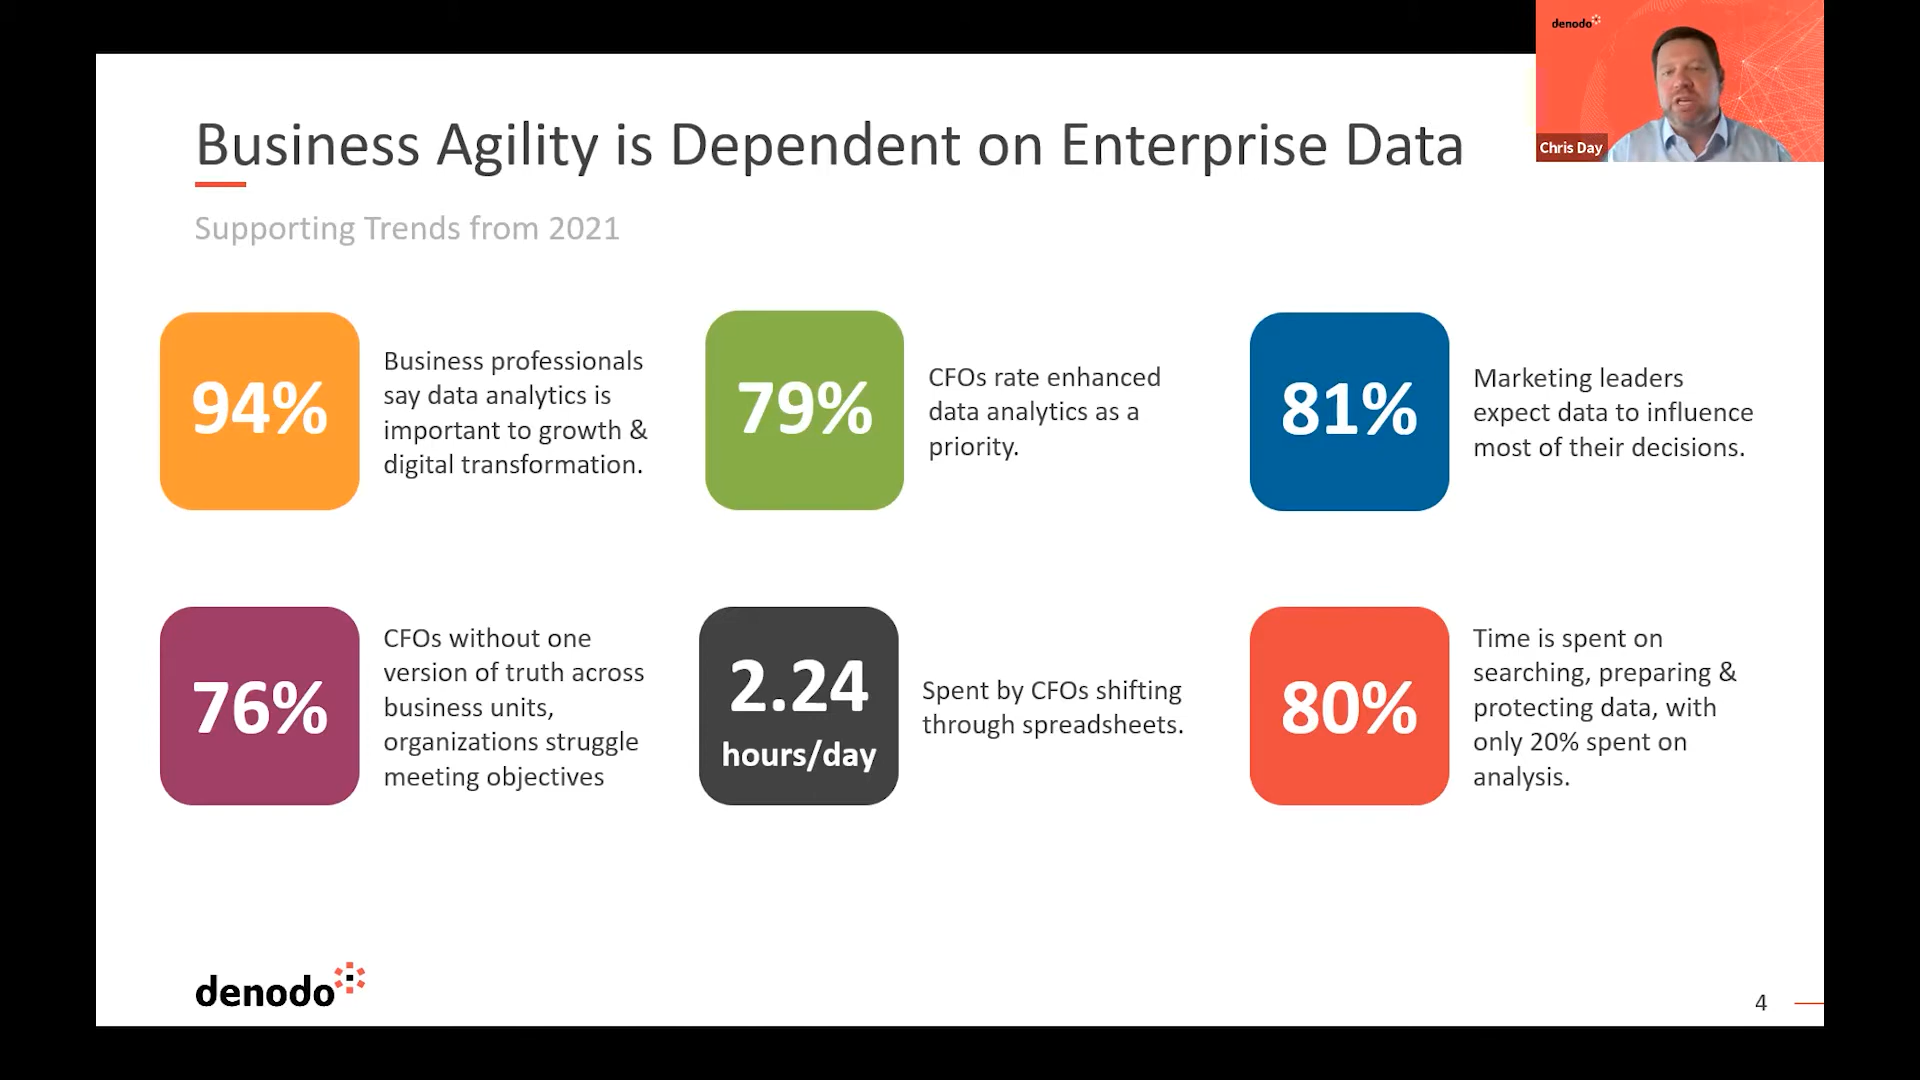 denodo
Chris Day
Business Agility is Dependent on Enterprise Data
Supporting Trends from 2021
94%
Business professionals
say data analytics is
important to growth &
digital transformation.
79%
CFOs rate enhanced
data analytics as a
priority.
81%
Marketing leaders
expect data to influence
most of their decisions.
76%
CFOs without one
version of truth across
business units,
organizations struggle
meeting objectives
2.24
hours/day
Spent by CFOs shifting
through spreadsheets.
80%
Time is spent on
searching, preparing &
protecting data, with
only 20% spent on
analysis.
denodo
4